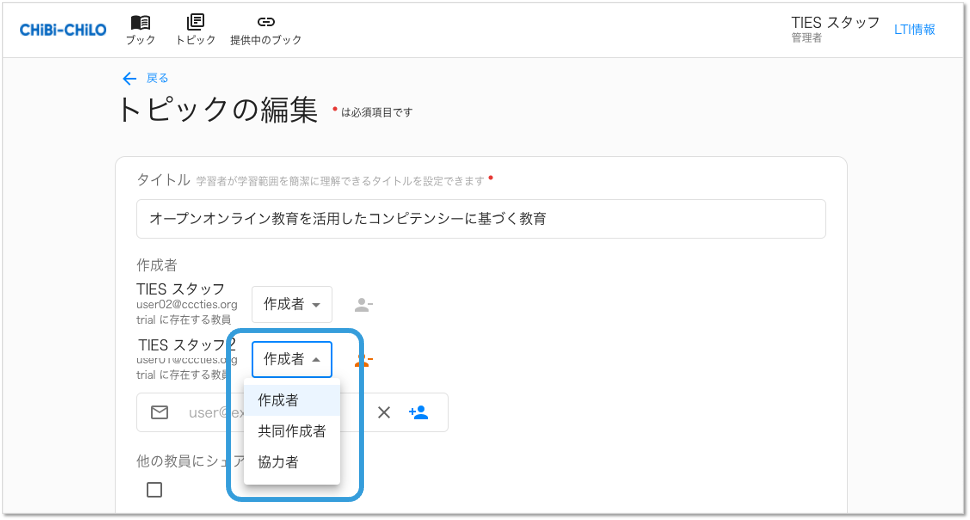 CHiBi-CHiLO
ブック
トピック
提供中のブック
TIES スタッフ
管理者
LTI情報
戻る
トピックの編集
* は必須項目です
タイトル 学習者が学習範囲を簡潔に理解できるタイトルを設定できます *
オープンオンライン教育を活用したコンピテンシーに基づく教育
作成者
TIES スタッフ
user02@cccties.org
trial に存在する教員
作成者
TIES スタッフ2
user01@cccties.org
trial に存在する教員
作成者
作成者
共同作成者
協力者
user@ex
他の教員にシェア